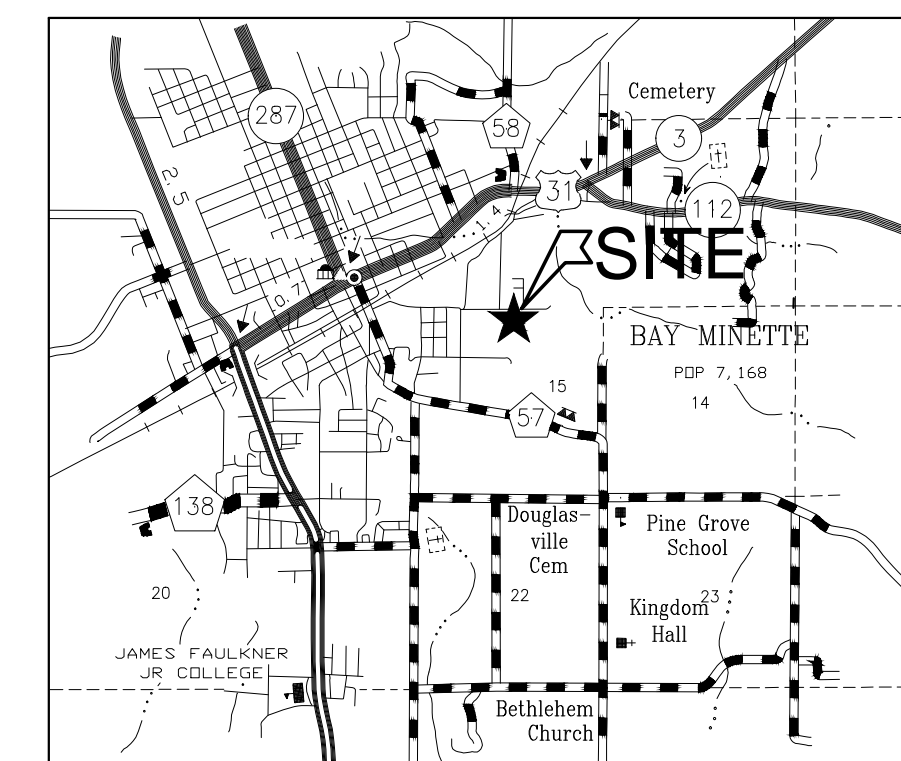 Cemetery
287
58
3
2.5
31
112
1.4
SITE
0.7
BAY MINETTE
POP 7,168
15
14
57
138
Douglas-
ville
Cem
Pine Grove
School
20
22
23
Kingdom
Hall
JAMES FAULKNER
JR COLLEGE
Bethlehem
Church